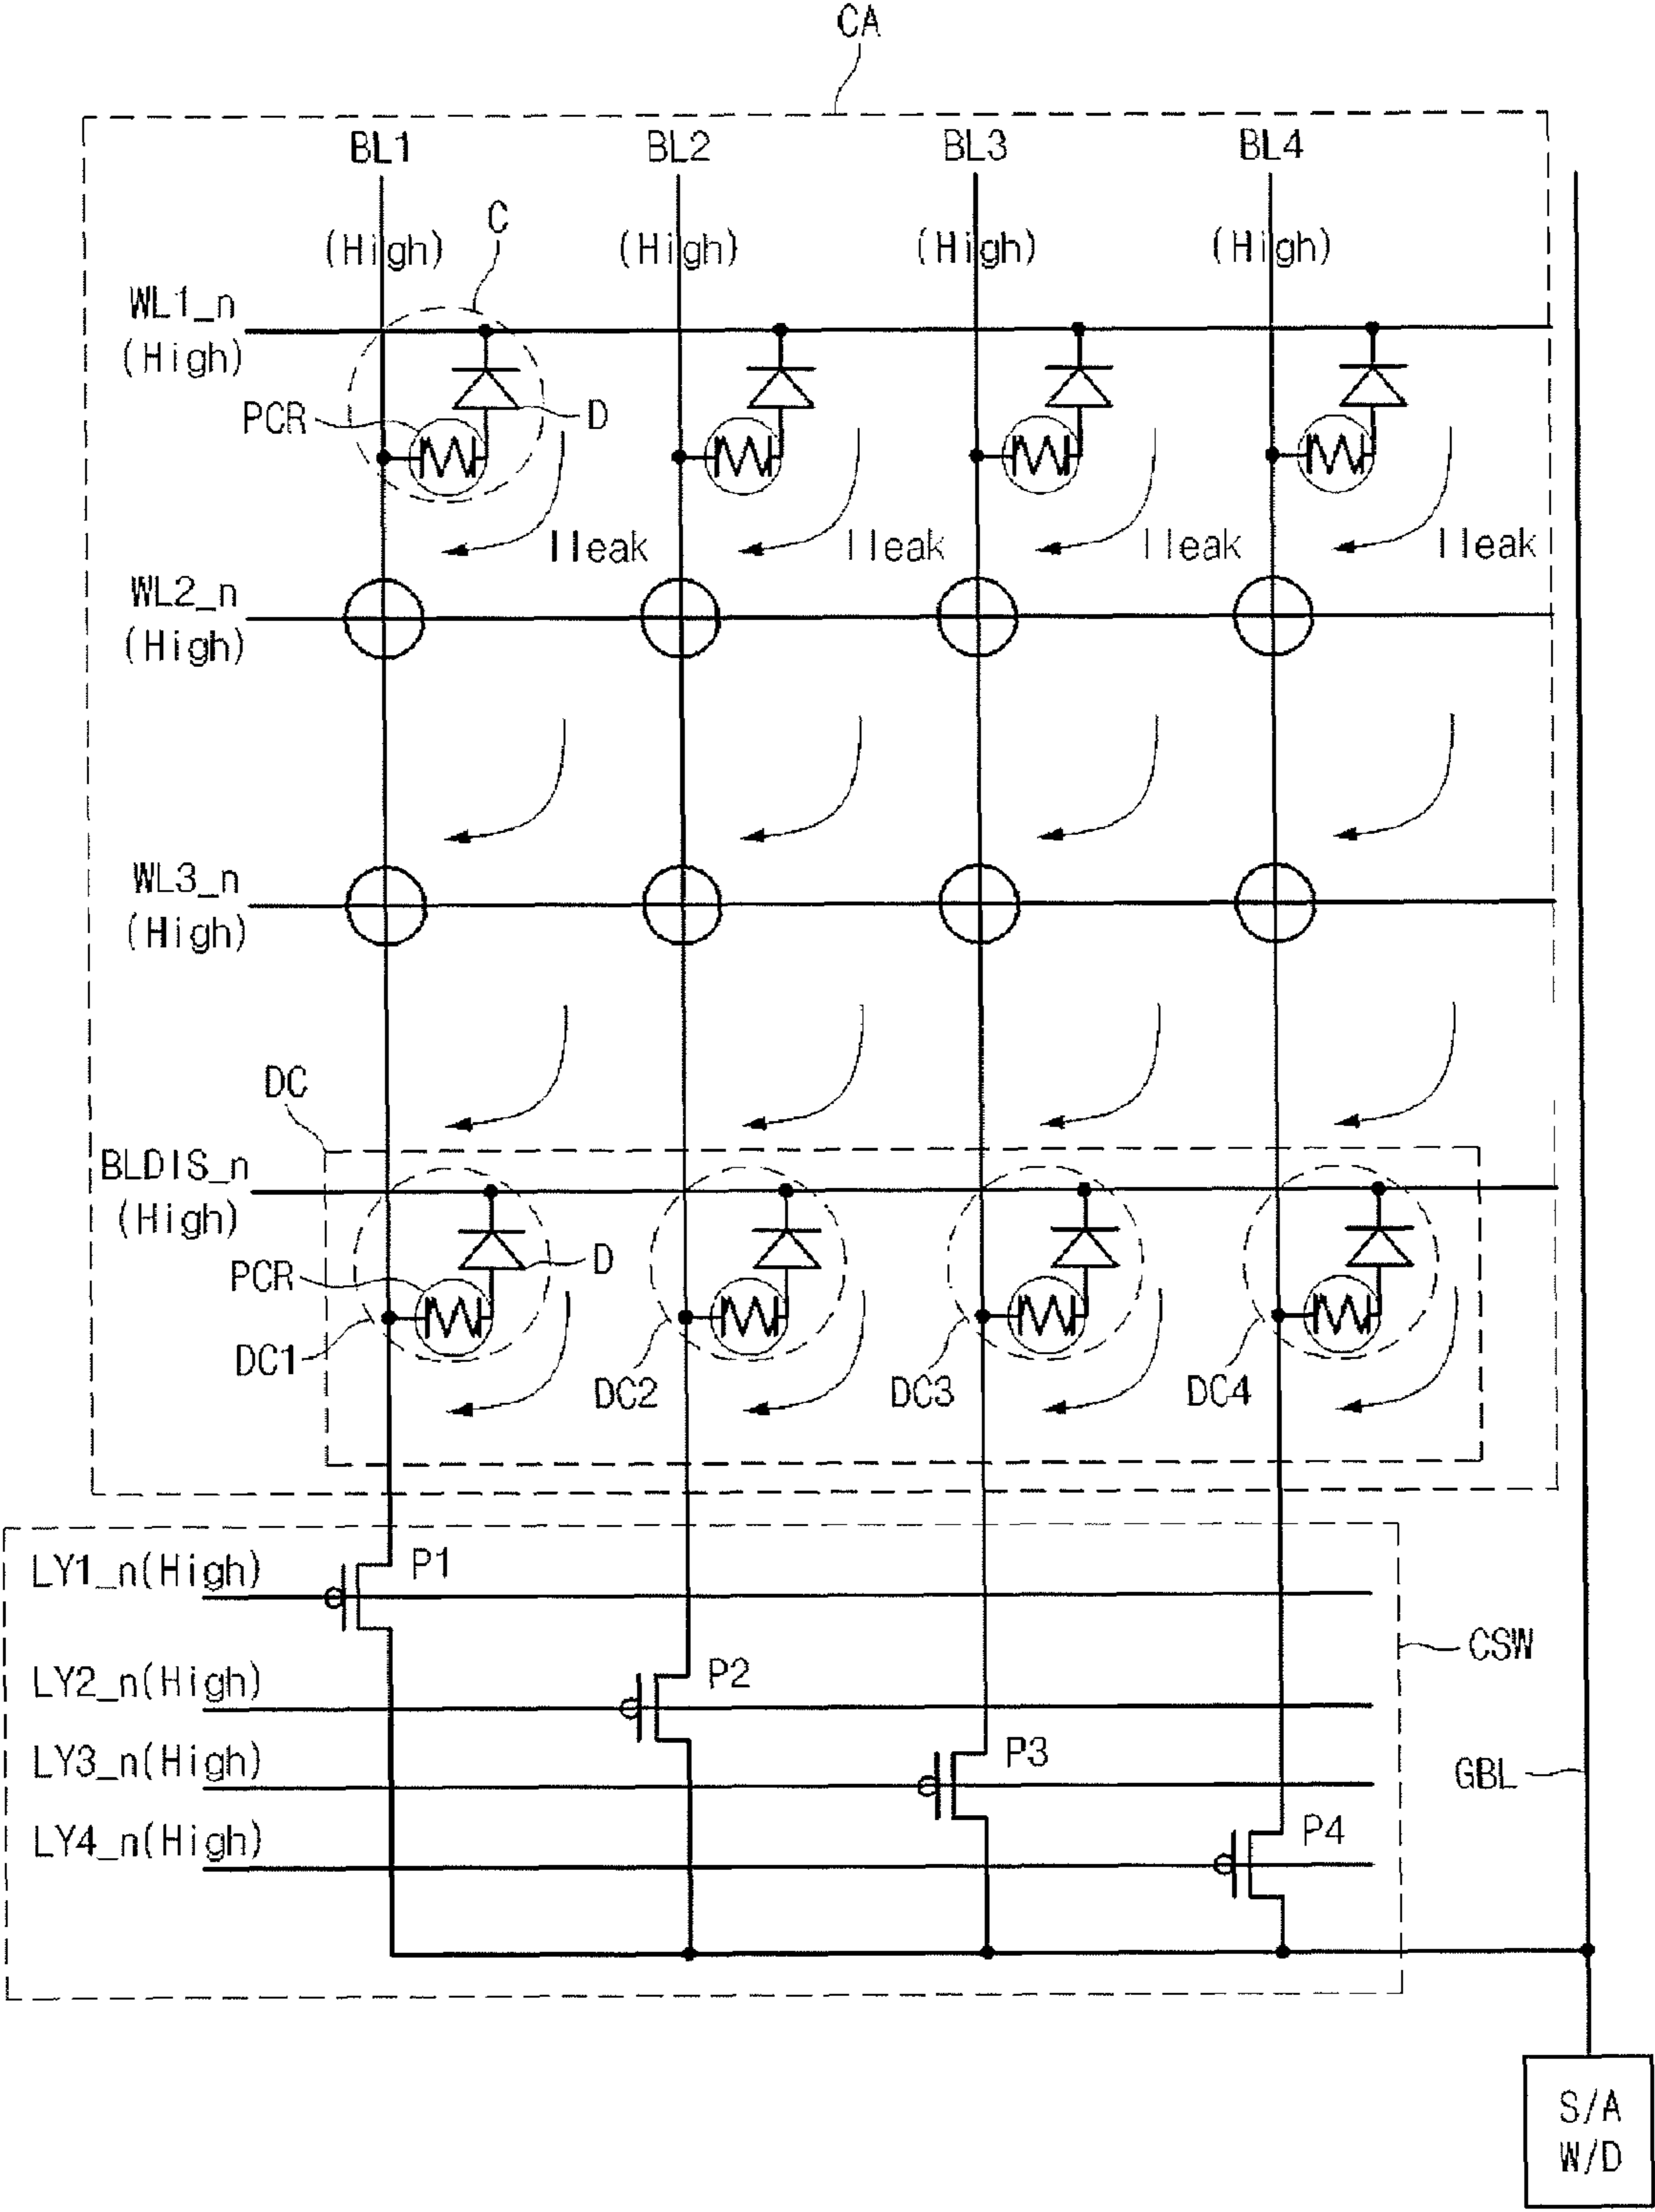 CA
BL1 BL2 BL3 BL4
(High) (High) (High) (High)
C
WL1_n
(High)
PCR D
Ileak Ileak Ileak Ileak
WL2_n
(High)
WL3_n
(High)
DC
BLDIS_n
(High)
PCR D
DC1 DC2 DC3 DC4
LY1_n(High) P1
CSW
LY2_n(High) P2
LY3_n(High) P3
GBL
LY4_n(High) P4
S/A
W/D